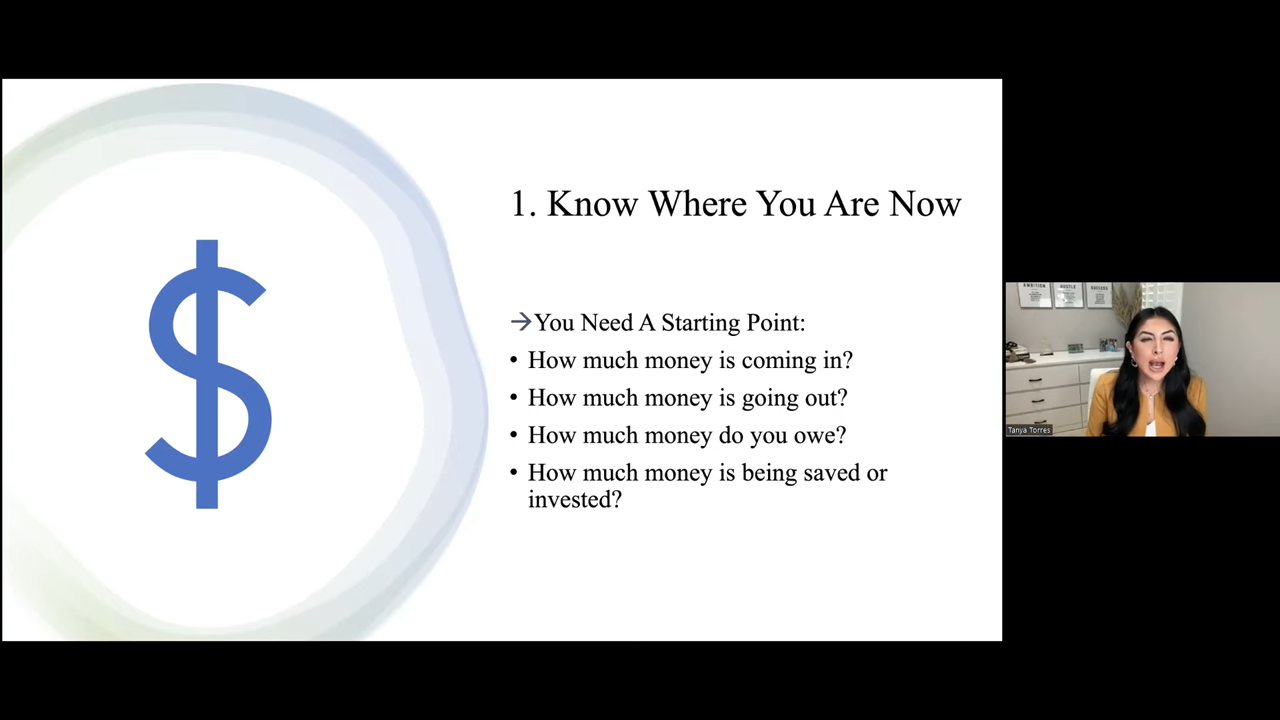 1. Know Where You Are Now
→You Need A Starting Point:
• How much money is coming in?
• How much money is going out?
• How much money do you owe?
• How much money is being saved or
invested?
AMBITION
HUSTLE
SUCCESS
Tanya Torres